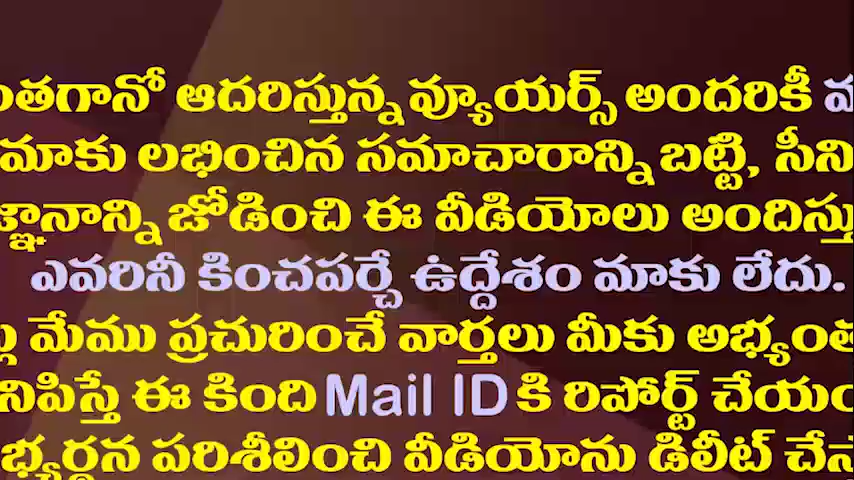 ంతగానో ఆదరిస్తున్న వ్యూయర్స్ అందరికీ
మాకు లభించిన సమాచారాన్ని బట్టి, సీని
జ్ఞానాన్ని జోడించి ఈ వీడియోలు అందిస్తు
ఎవరినీ కించపర్చే ఉద్దేశం మాకు లేదు.
మేము ప్రచురించే వార్తలు మీకు అభ్యంత
నిపిస్తే ఈ కింది Mail ID కి రిపోర్ట్ చేయం
భ్యర్థన పరిశీలించి వీడియోను డిలీట్ చేస